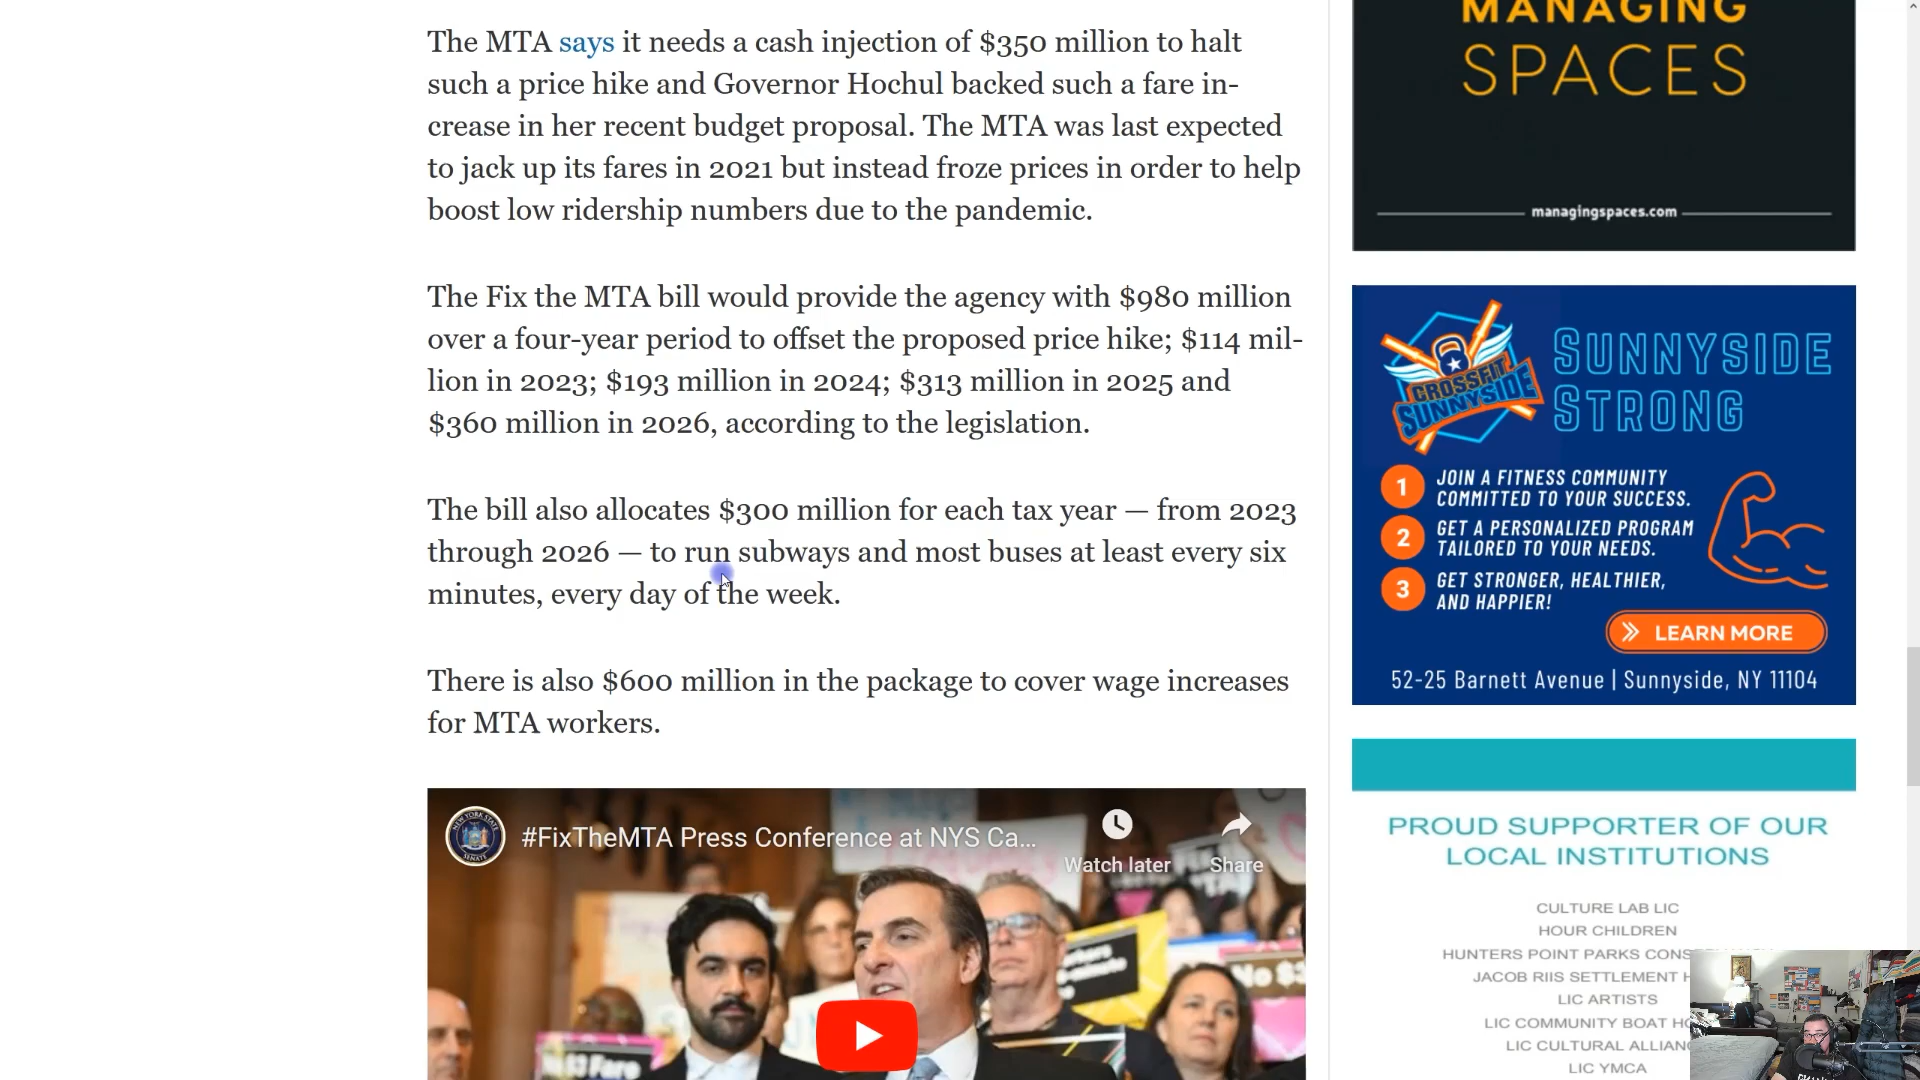 The MTA says it needs a cash injection of $350 million to halt
such a price hike and Governor Hochul backed such a fare in-
crease in her recent budget proposal. The MTA was last expected
to jack up its fares in 2021 but instead froze prices in order to help
boost low ridership numbers due to the pandemic.
The Fix the MTA bill would provide the agency with $980 million
over a four-year period to offset the proposed price hike; $114 mil-
lion in 2023; $193 million in 2024; $313 million in 2025 and
$360 million in 2026, according to the legislation.
The bill also allocates $300 million for each tax year — from 2023
through 2026 — to run subways and most buses at least every six
minutes, every day of the week.
There is also $600 million in the package to cover wage increases
for MTA workers.
#FixTheMTA Press Conference at NYS Ca...
Watch later
Share
NEW YORK STATE
SENATE
No $3
$3 Fare
MANAGING
SPACES
managingspaces.com
CROSSFIT
SUNNYSIDE
SUNNYSIDE
STRONG
1 JOIN A FITNESS COMMUNITY
COMMITTED TO YOUR SUCCESS.
2 GET A PERSONALIZED PROGRAM
TAILORED TO YOUR NEEDS.
3 GET STRONGER, HEALTHIER,
AND HAPPIER!
LEARN MORE
52-25 Barnett Avenue | Sunnyside, NY 11104
PROUD SUPPORTER OF OUR
LOCAL INSTITUTIONS
CULTURE LAB LIC
HOUR CHILDREN
HUNTERS POINT PARKS CONS
JACOB RIIS SETTLEMENT H
LIC ARTISTS
LIC COMMUNITY BOAT HO
LIC CULTURAL ALLIANC
LIC YMCA